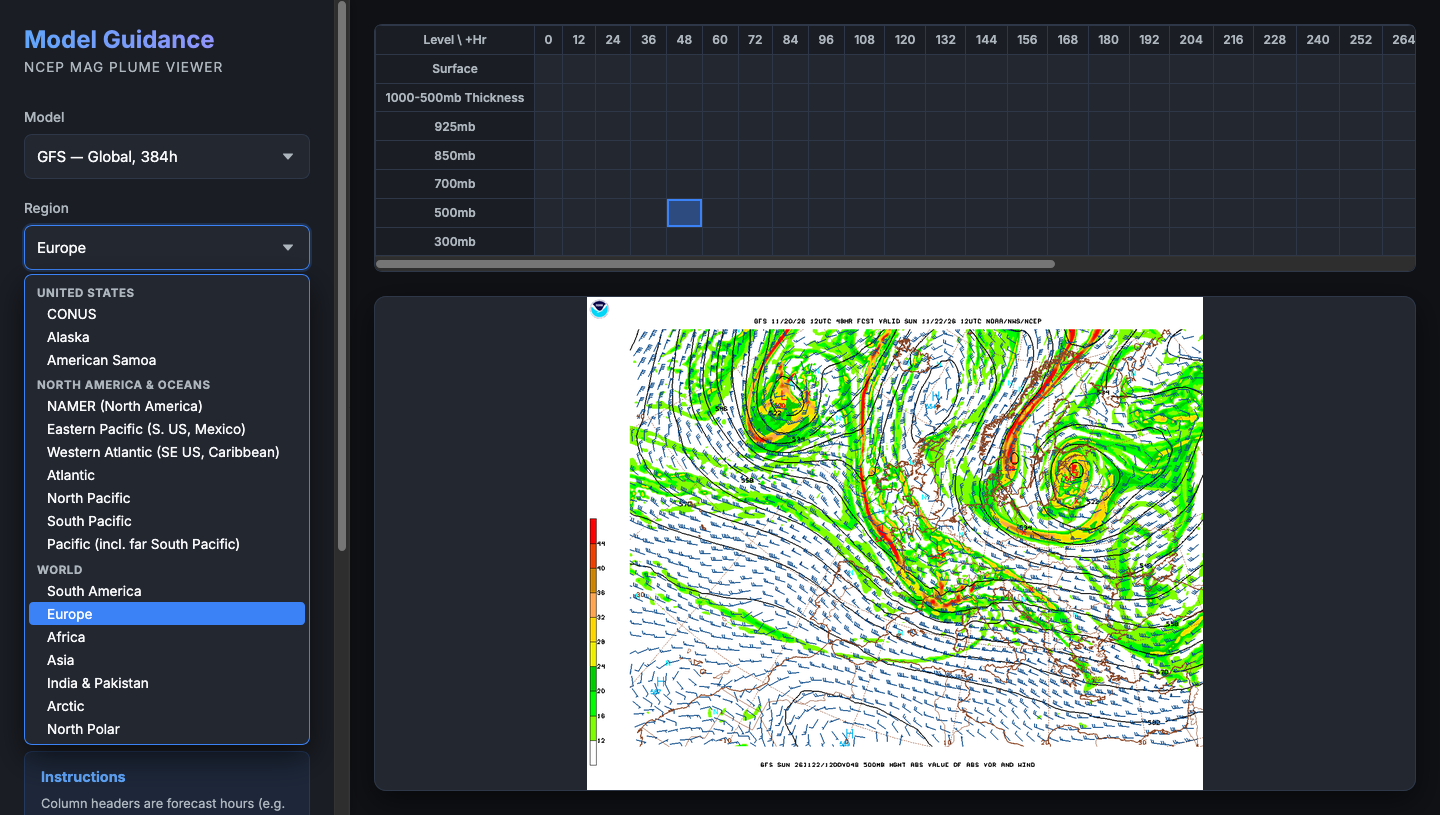 Model Guidance
NCEP MAG PLUME VIEWER
Model
GFS — Global, 384h
Region
Europe
UNITED STATES
CONUS
Alaska
American Samoa
NORTH AMERICA & OCEANS
NAMER (North America)
Eastern Pacific (S. US, Mexico)
Western Atlantic (SE US, Caribbean)
Atlantic
North Pacific
South Pacific
Pacific (incl. far South Pacific)
WORLD
South America
Europe
Africa
Asia
India & Pakistan
Arctic
North Polar
Instructions
Column headers are forecast hours (e.g.
Level \ +Hr 0 12 24 36 48 60 72 84 96 108 120 132 144 156 168 180 192 204 216 228 240 252 264
Surface
1000-500mb Thickness
925mb
850mb
700mb
500mb
300mb
GFS 11/20/26 12UTC 48HR FCST VALID SUN 11/22/26 12UTC NOAA/NWS/NCEP
44
40
36
32
28
24
20
16
12
GFS SUN 261122/1200V048 500MB HGHT ABS VALUE OF ABS VOR AND WIND